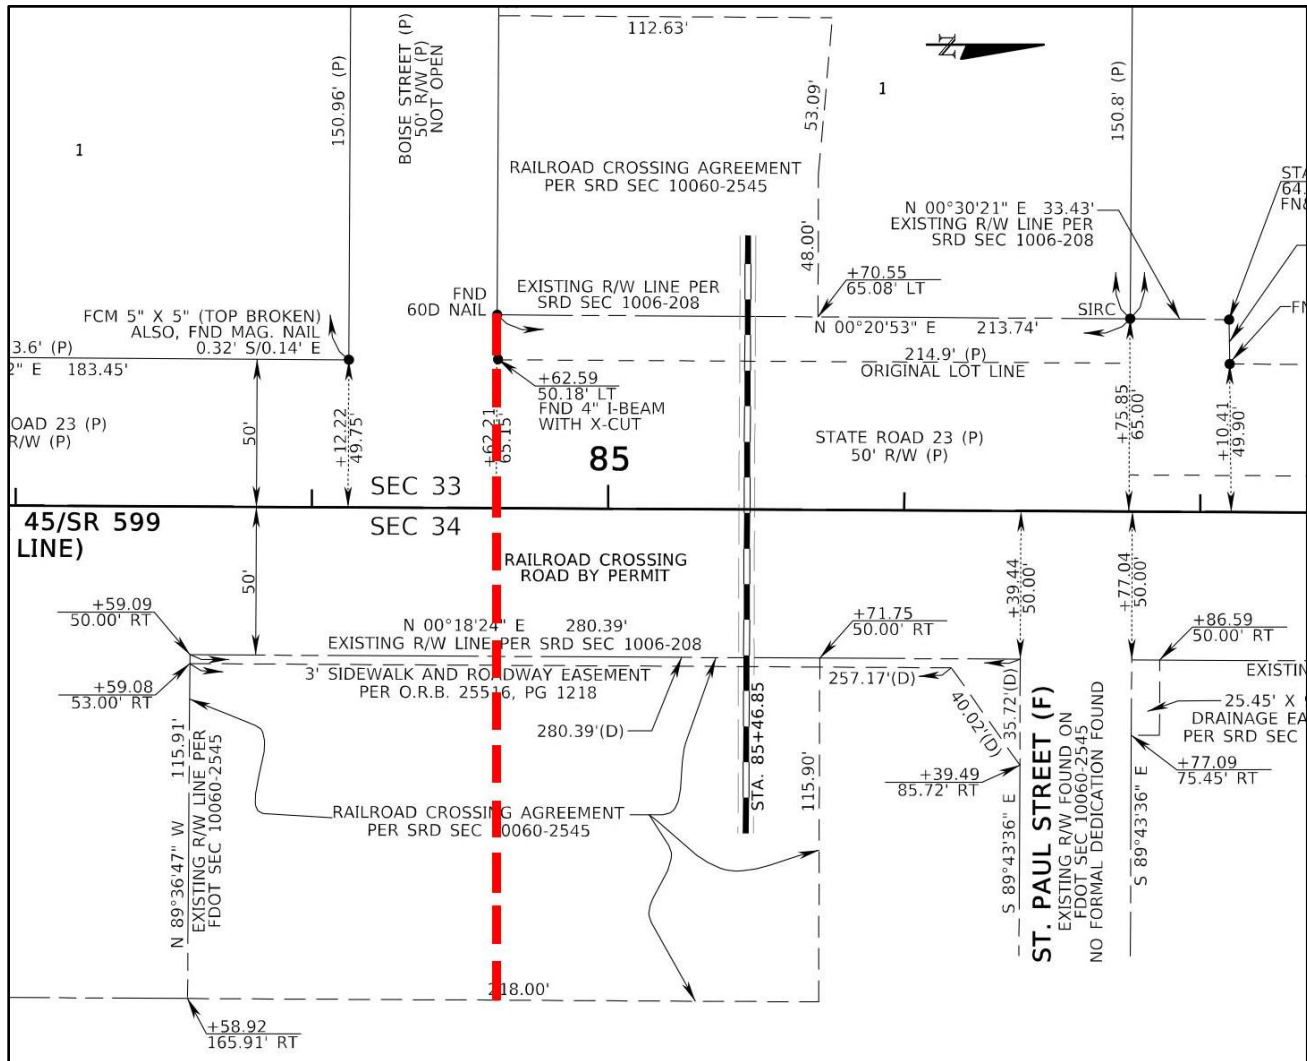 112.63'
BOISE STREET (P)
50' R/W (P)
NOT OPEN
150.96' (P)
53.09'
N
1
150.8' (P)
1
RAILROAD CROSSING AGREEMENT
PER SRD SEC 10060-2545
48.00'
N 00°30'21" E 33.43'
EXISTING R/W LINE PER
SRD SEC 1006-208
STA
64.
FN&
+70.55
65.08' LT
FND
60D NAIL
EXISTING R/W LINE PER
SRD SEC 1006-208
SIRC
FN
FCM 5" X 5" (TOP BROKEN)
ALSO, FND MAG. NAIL
0.32' S/0.14' E
N 00°20'53" E 213.74'
3.6' (P)
2" E 183.45'
214.9' (P)
ORIGINAL LOT LINE
+62.59
50.18' LT
FND 4" I-BEAM
WITH X-CUT
OAD 23 (P)
R/W (P)
50'
+12.22
49.75'
+62.21
65.15'
85
STATE ROAD 23 (P)
50' R/W (P)
+75.85
65.00'
+10.41
49.90'
SEC 33
45/SR 599
LINE)
SEC 34
RAILROAD CROSSING
ROAD BY PERMIT
50'
+39.44
50.00'
+77.04
50.00'
+59.09
50.00' RT
N 00°18'24" E 280.39'
EXISTING R/W LINE PER SRD SEC 1006-208
+71.75
50.00' RT
+86.59
50.00' RT
3' SIDEWALK AND ROADWAY EASEMENT
PER O.R.B. 25516, PG 1218
257.17'(D)
EXISTIN
+59.08
53.00' RT
280.39'(D)
40.02'(D)
35.72'(D)
25.45' X
DRAINAGE EA
PER SRD SEC
STA. 85+46.85
115.90'
+39.49
85.72' RT
+77.09
75.45' RT
N 89°36'47" W 115.91'
EXISTING R/W LINE PER
FDOT SEC 10060-2545
RAILROAD CROSSING AGREEMENT
PER SRD SEC 10060-2545
S 89°43'36" E
ST. PAUL STREET (F)
EXISTING R/W FOUND ON
FDOT SEC 10060-2545
NO FORMAL DEDICATION FOUND
S 89°43'36" E
218.00'
+58.92
165.91' RT